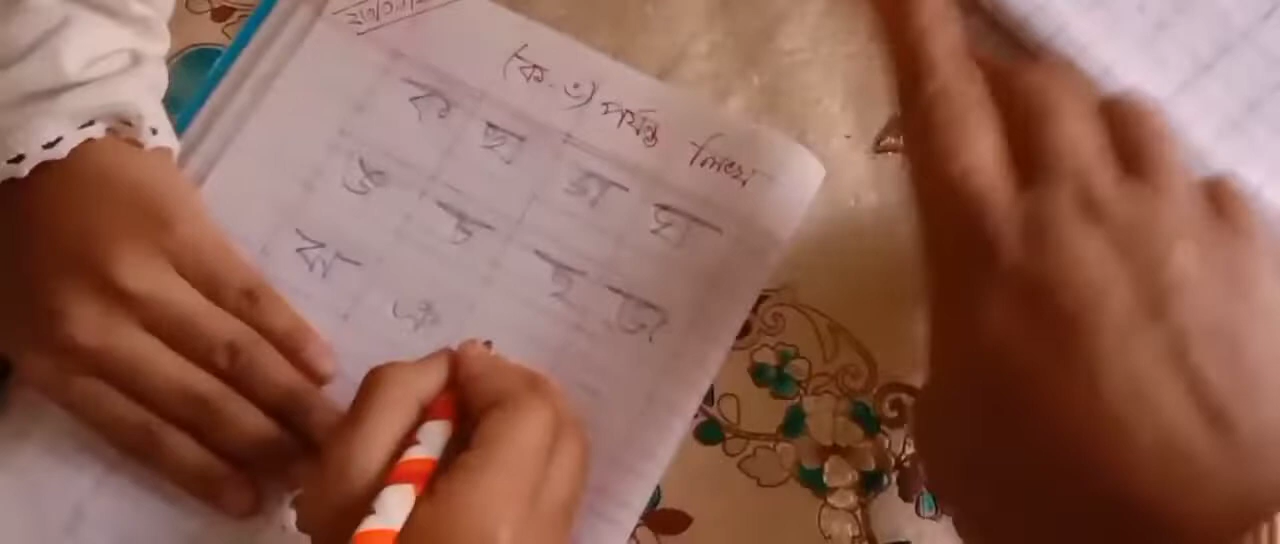 (ক-ঙ) পর্যন্ত লিখো
ক খ গ ঘ
ঙ চ ছ জ
ঝ ঞ